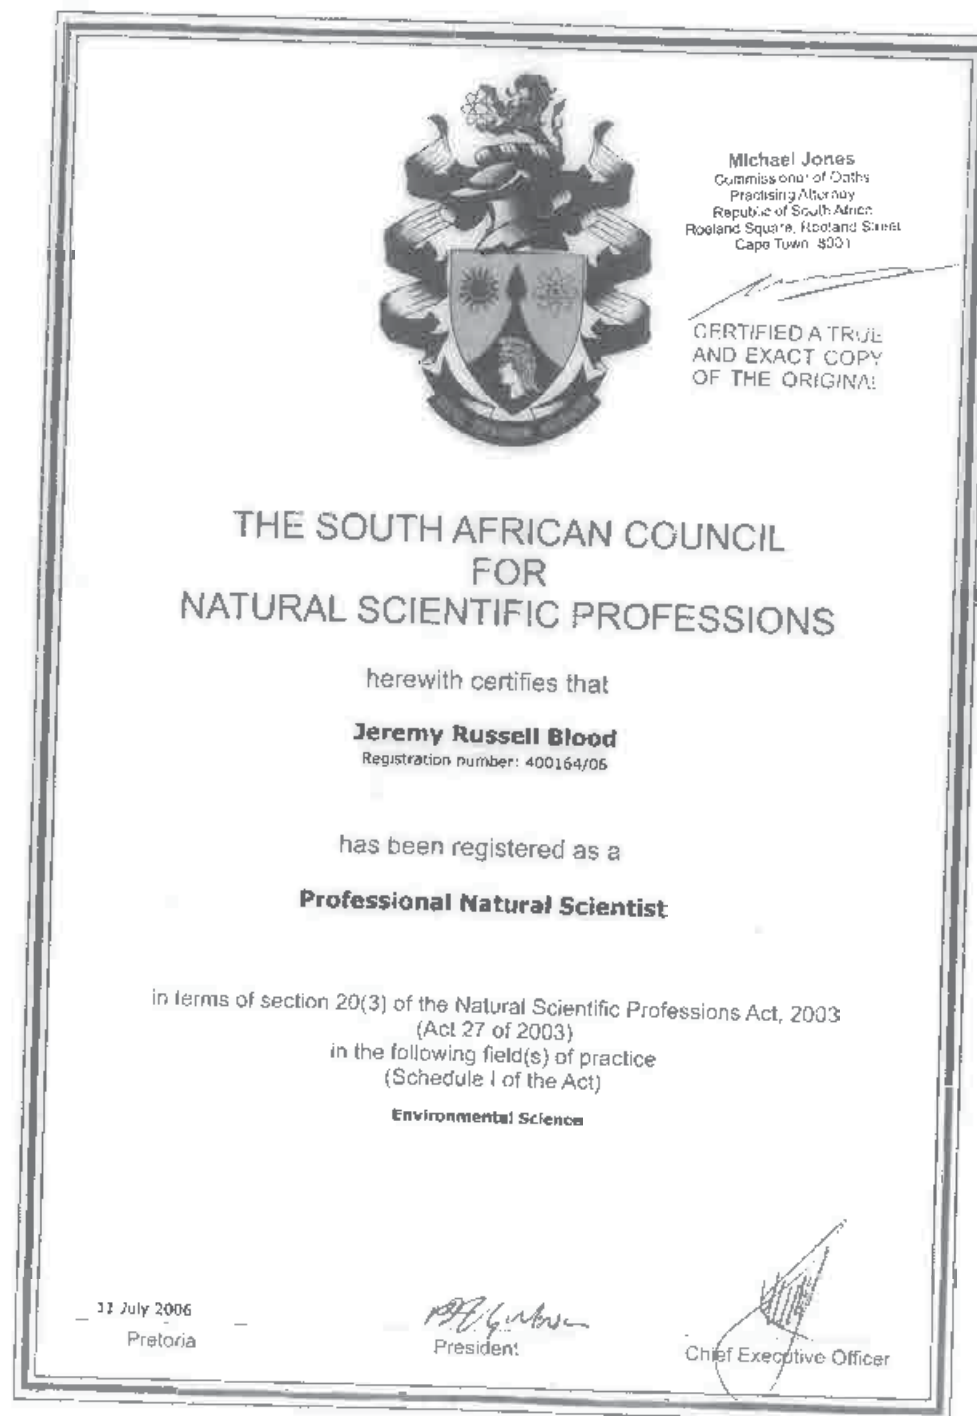 Michael Jones
Commissioner of Oaths
Practising Attorney
Republic of South Africa
Roeland Square, Roeland Street
Cape Town 8001
CERTIFIED A TRUE
AND EXACT COPY
OF THE ORIGINAL
THE SOUTH AFRICAN COUNCIL
FOR
NATURAL SCIENTIFIC PROFESSIONS
herewith certifies that
Jeremy Russell Blood
Registration number: 400164/06
has been registered as a
Professional Natural Scientist
in terms of section 20(3) of the Natural Scientific Professions Act, 2003
(Act 27 of 2003)
in the following field(s) of practice
(Schedule I of the Act)
Environmental Science
11 July 2006
Pretoria
President
Chief Executive Officer